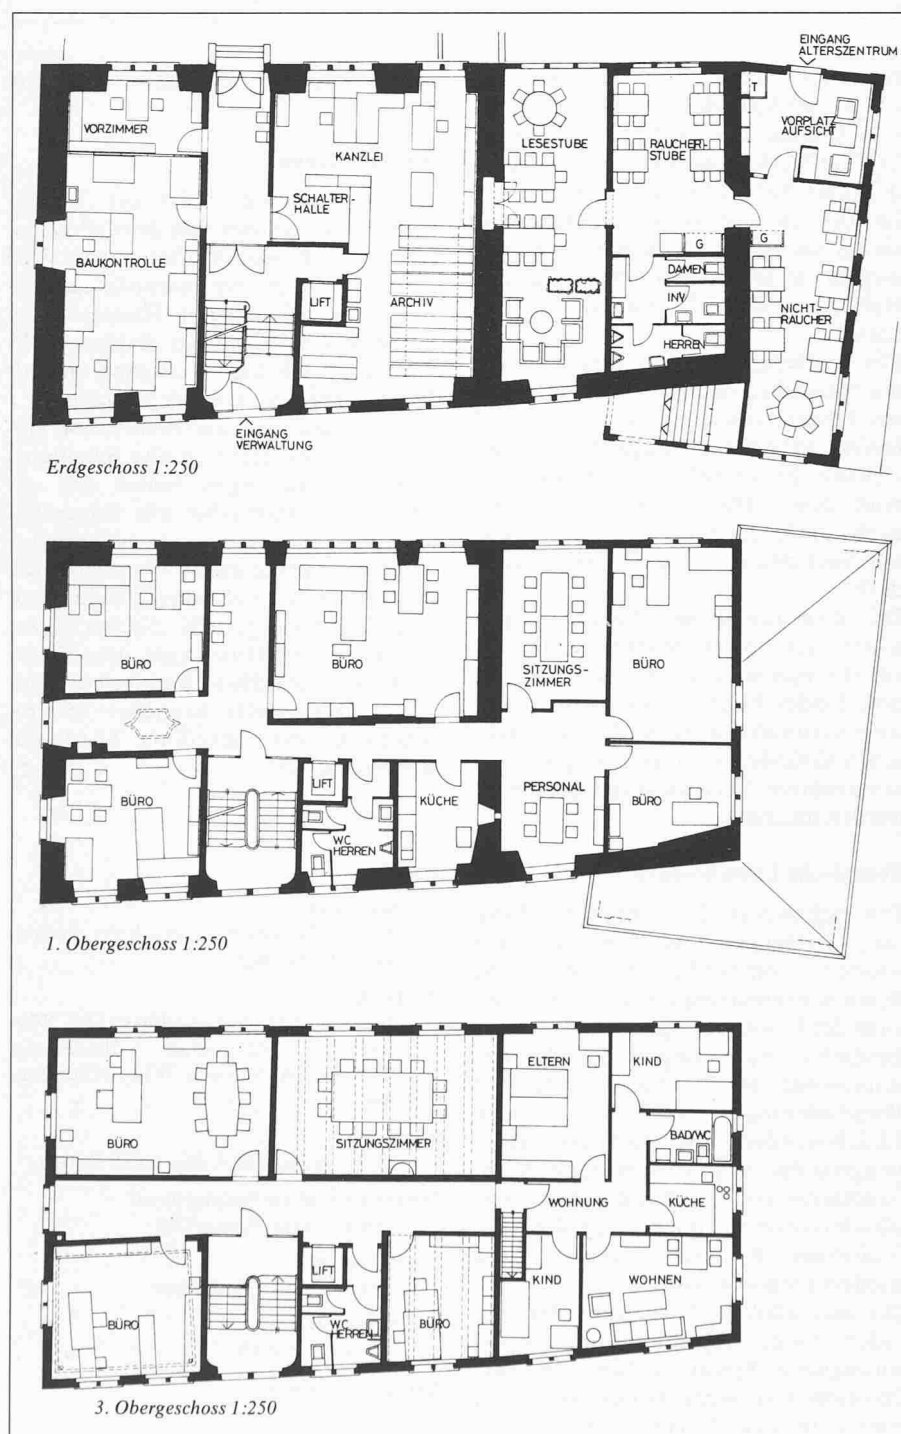 EINGANG
ALTERSZENTRUM
T
VORZIMMER
VORPLATZ
AUFSICHT
KANZLEI
LESESTUBE
RAUCHER-
STUBE
SCHALTER-
HALLE
BAUKONTROLLE
G
G
DAMEN
LIFT
ARCHIV
INV
NICHT-
RAUCHER
HERREN
EINGANG
VERWALTUNG
Erdgeschoss 1:250
BÜRO
BÜRO
SITZUNGS-
ZIMMER
BÜRO
LIFT
BÜRO
KÜCHE
PERSONAL
BÜRO
WC
HERREN
1. Obergeschoss 1:250
ELTERN
KIND
BÜRO
SITZUNGSZIMMER
BAD/WC
WOHNUNG
KÜCHE
LIFT
KIND
WOHNEN
BÜRO
WC
HERREN
BÜRO
3. Obergeschoss 1:250